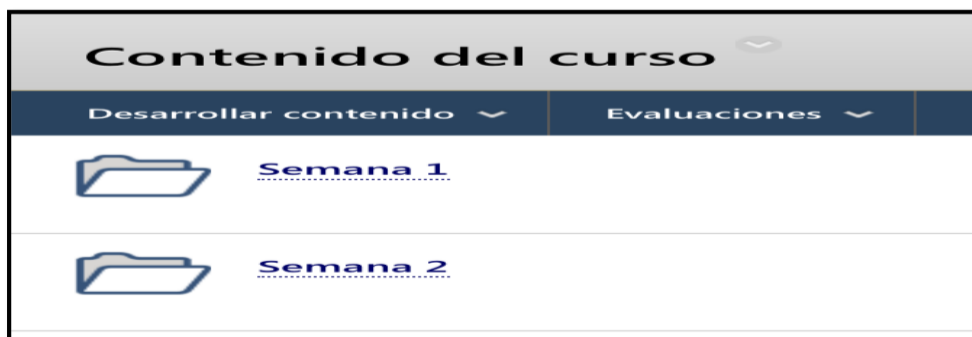 Contenido del curso
Desarrollar contenido Evaluaciones
Semana 1
Semana 2